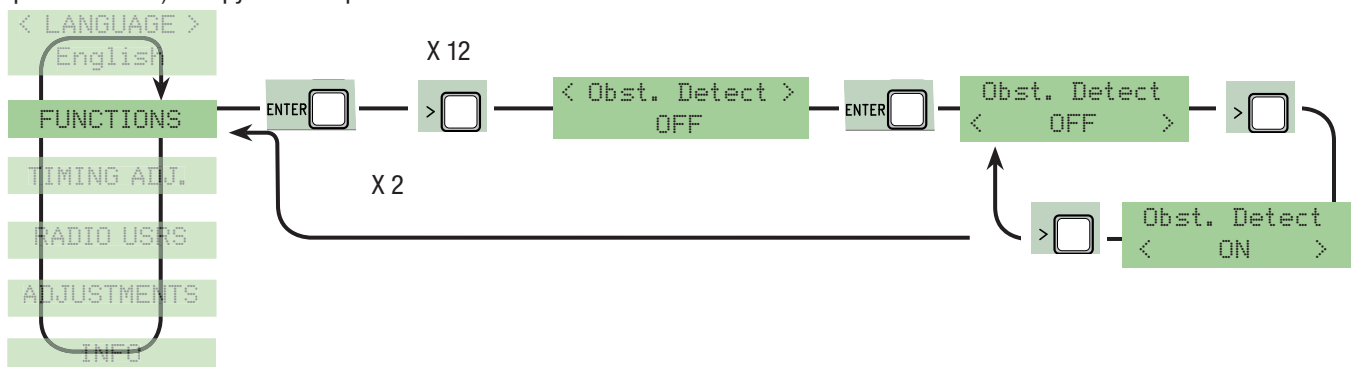 < LANGUAGE >
English
FUNCTIONS
TIMING ADJ.
RADIO USRS
ADJUSTMENTS
INFO
ENTER
X 12
>
< Obst. Detect >
OFF
ENTER
Obst. Detect
< OFF >
>
X 2
>
Obst. Detect
< ON >